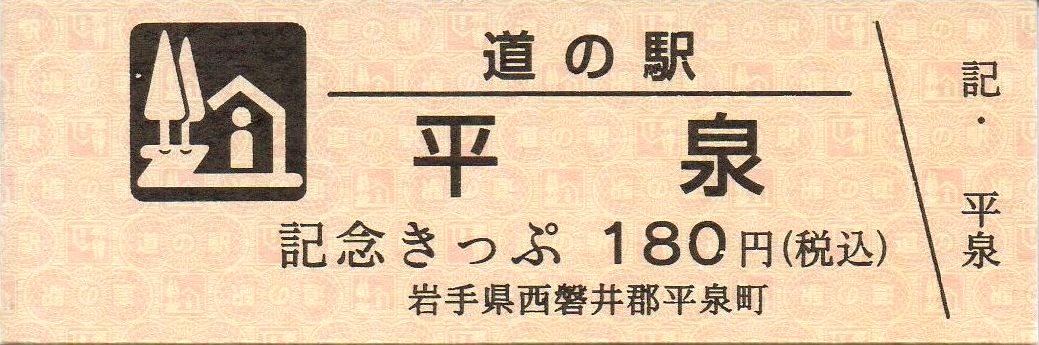 道の駅
平泉
記念きっぷ 180円(税込)
岩手県西磐井郡平泉町
記・平泉